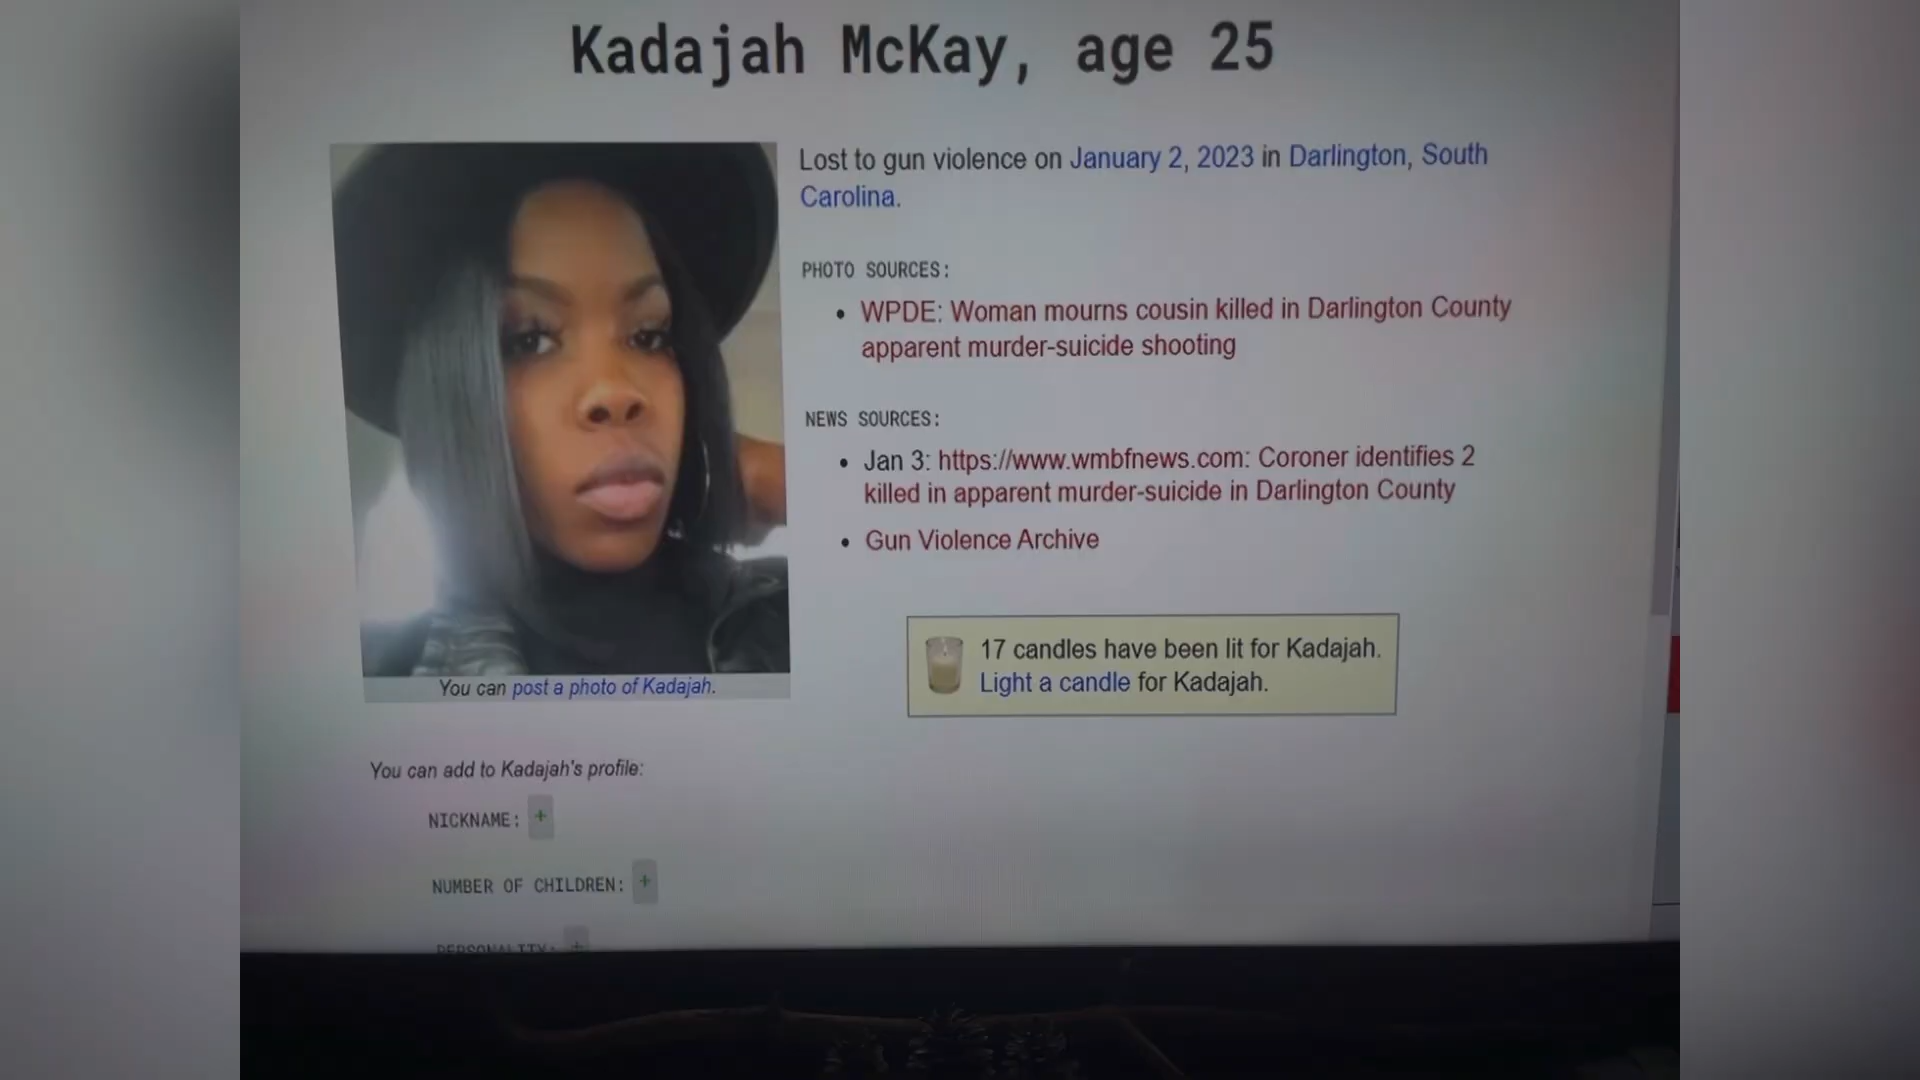 Kadajah McKay, age 25
Lost to gun violence on January 2, 2023 in Darlington, South
Carolina.
PHOTO SOURCES:
WPDE: Woman mourns cousin killed in Darlington County
apparent murder-suicide shooting
NEWS SOURCES:
Jan 3: https://www.wmbfnews.com: Coroner identifies 2
killed in apparent murder-suicide in Darlington County
Gun Violence Archive
17 candles have been lit for Kadajah.
Light a candle for Kadajah.
You can post a photo of Kadajah.
You can add to Kadajah's profile:
NICKNAME: +
NUMBER OF CHILDREN: +
PERSONALITY: +